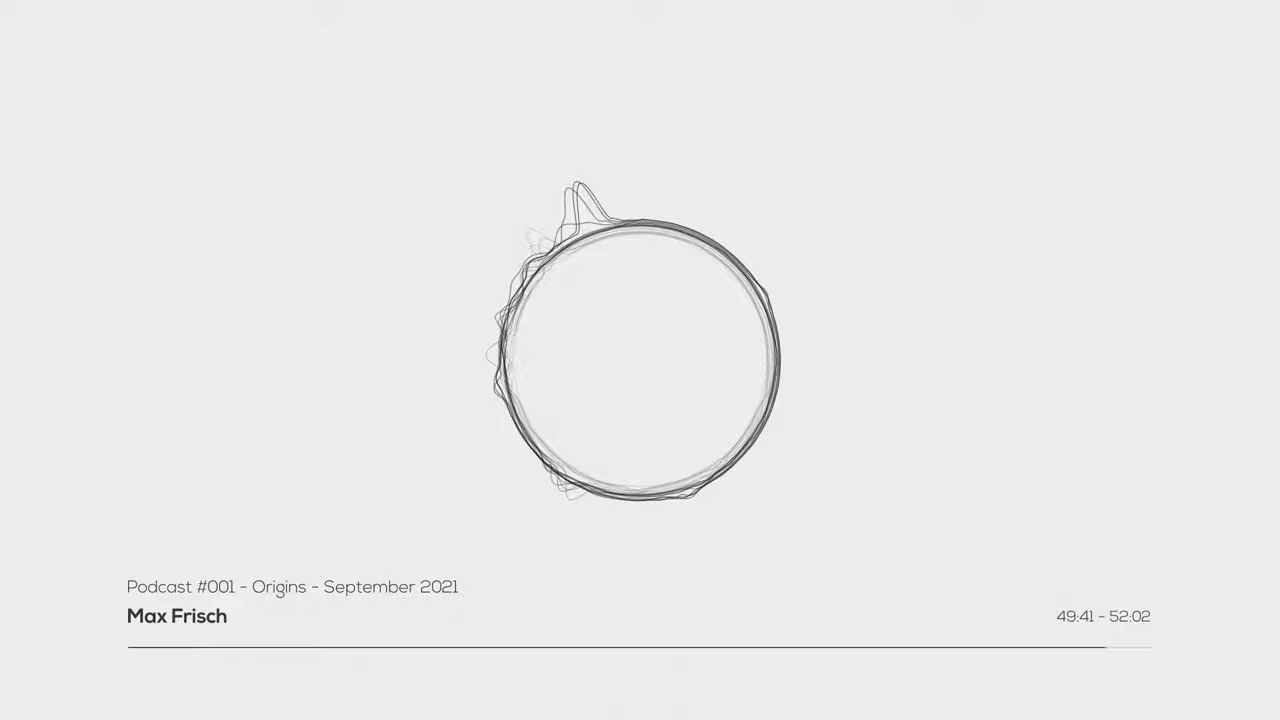 Podcast #001 - Origins - September 2021
Max Frisch
49:41 - 52:02